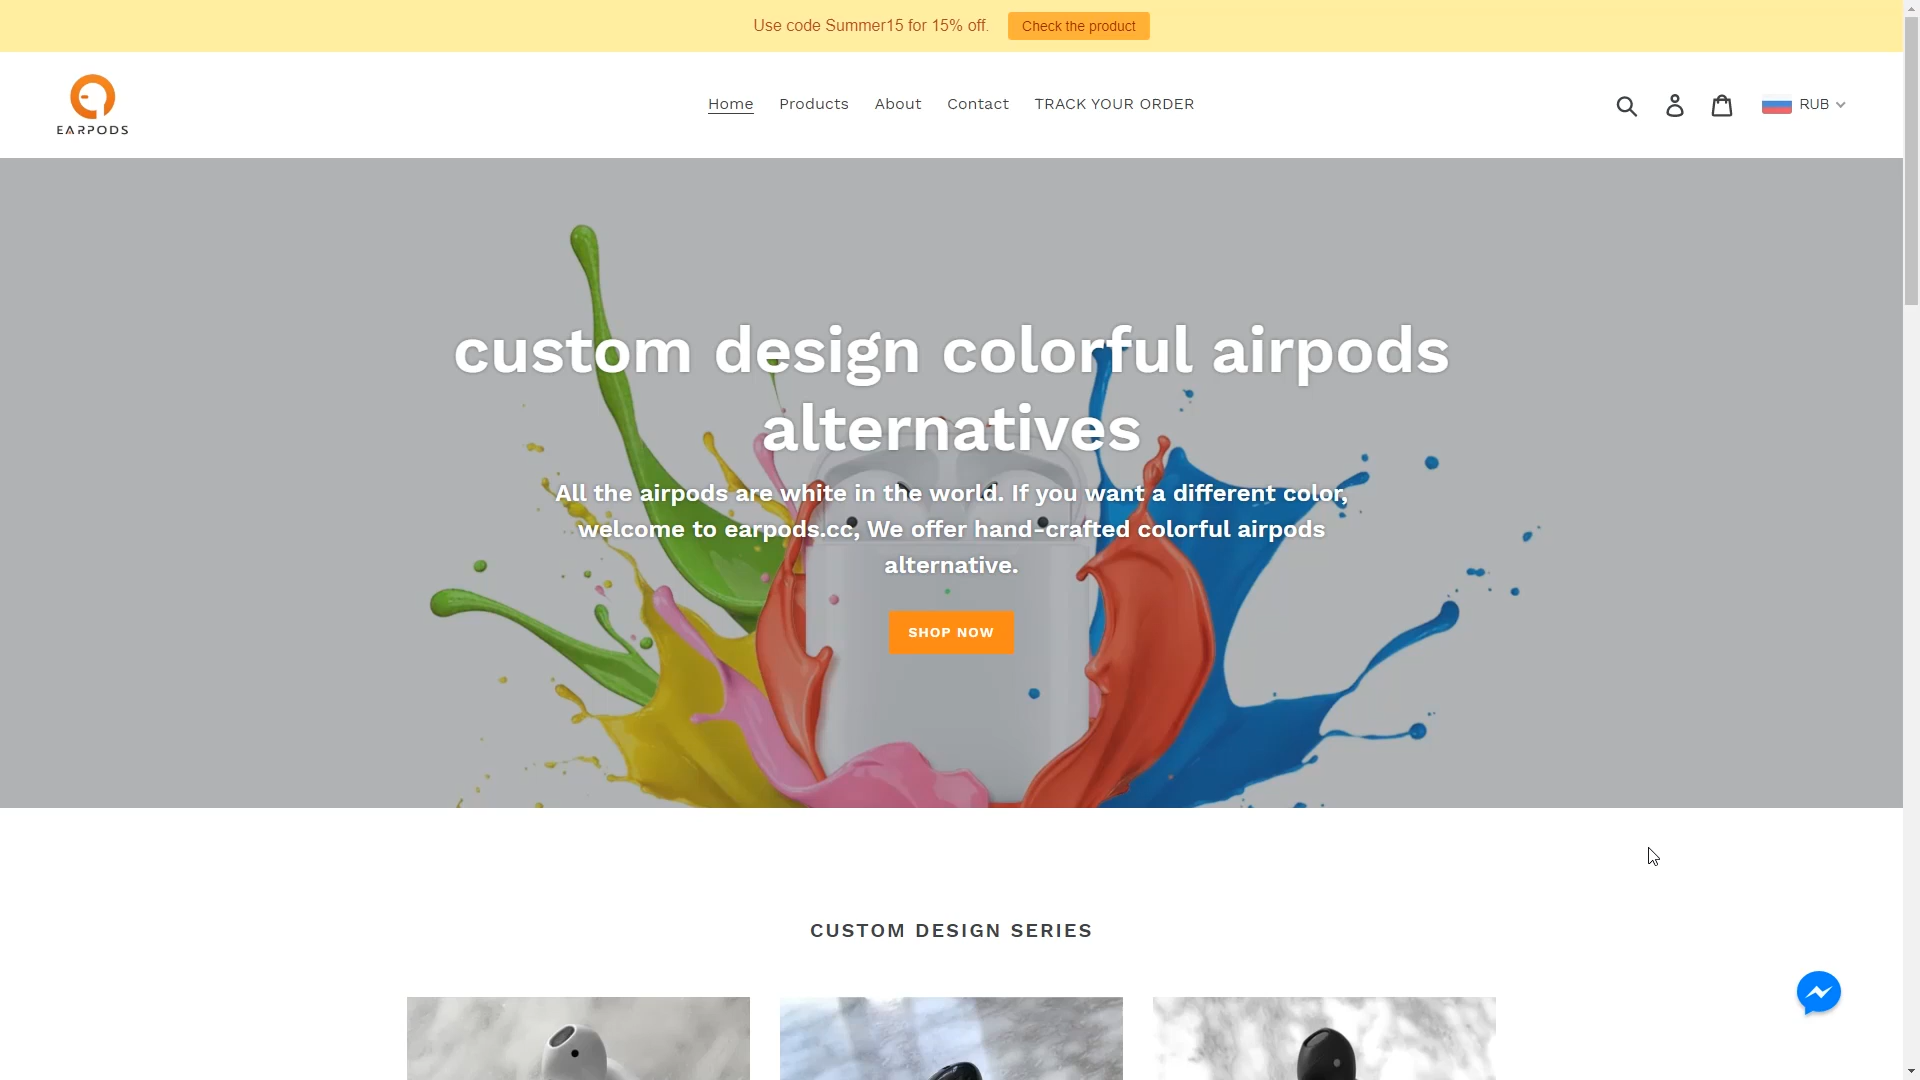 Use code Summer15 for 15% off.
Check the product
EARPODS
Home
Products
About
Contact
TRACK YOUR ORDER
RUB
custom design colorful airpods
alternatives
All the airpods are white in the world. If you want a different color,
welcome to earpods.cc, We offer hand-crafted colorful airpods
alternative.
SHOP NOW
CUSTOM DESIGN SERIES